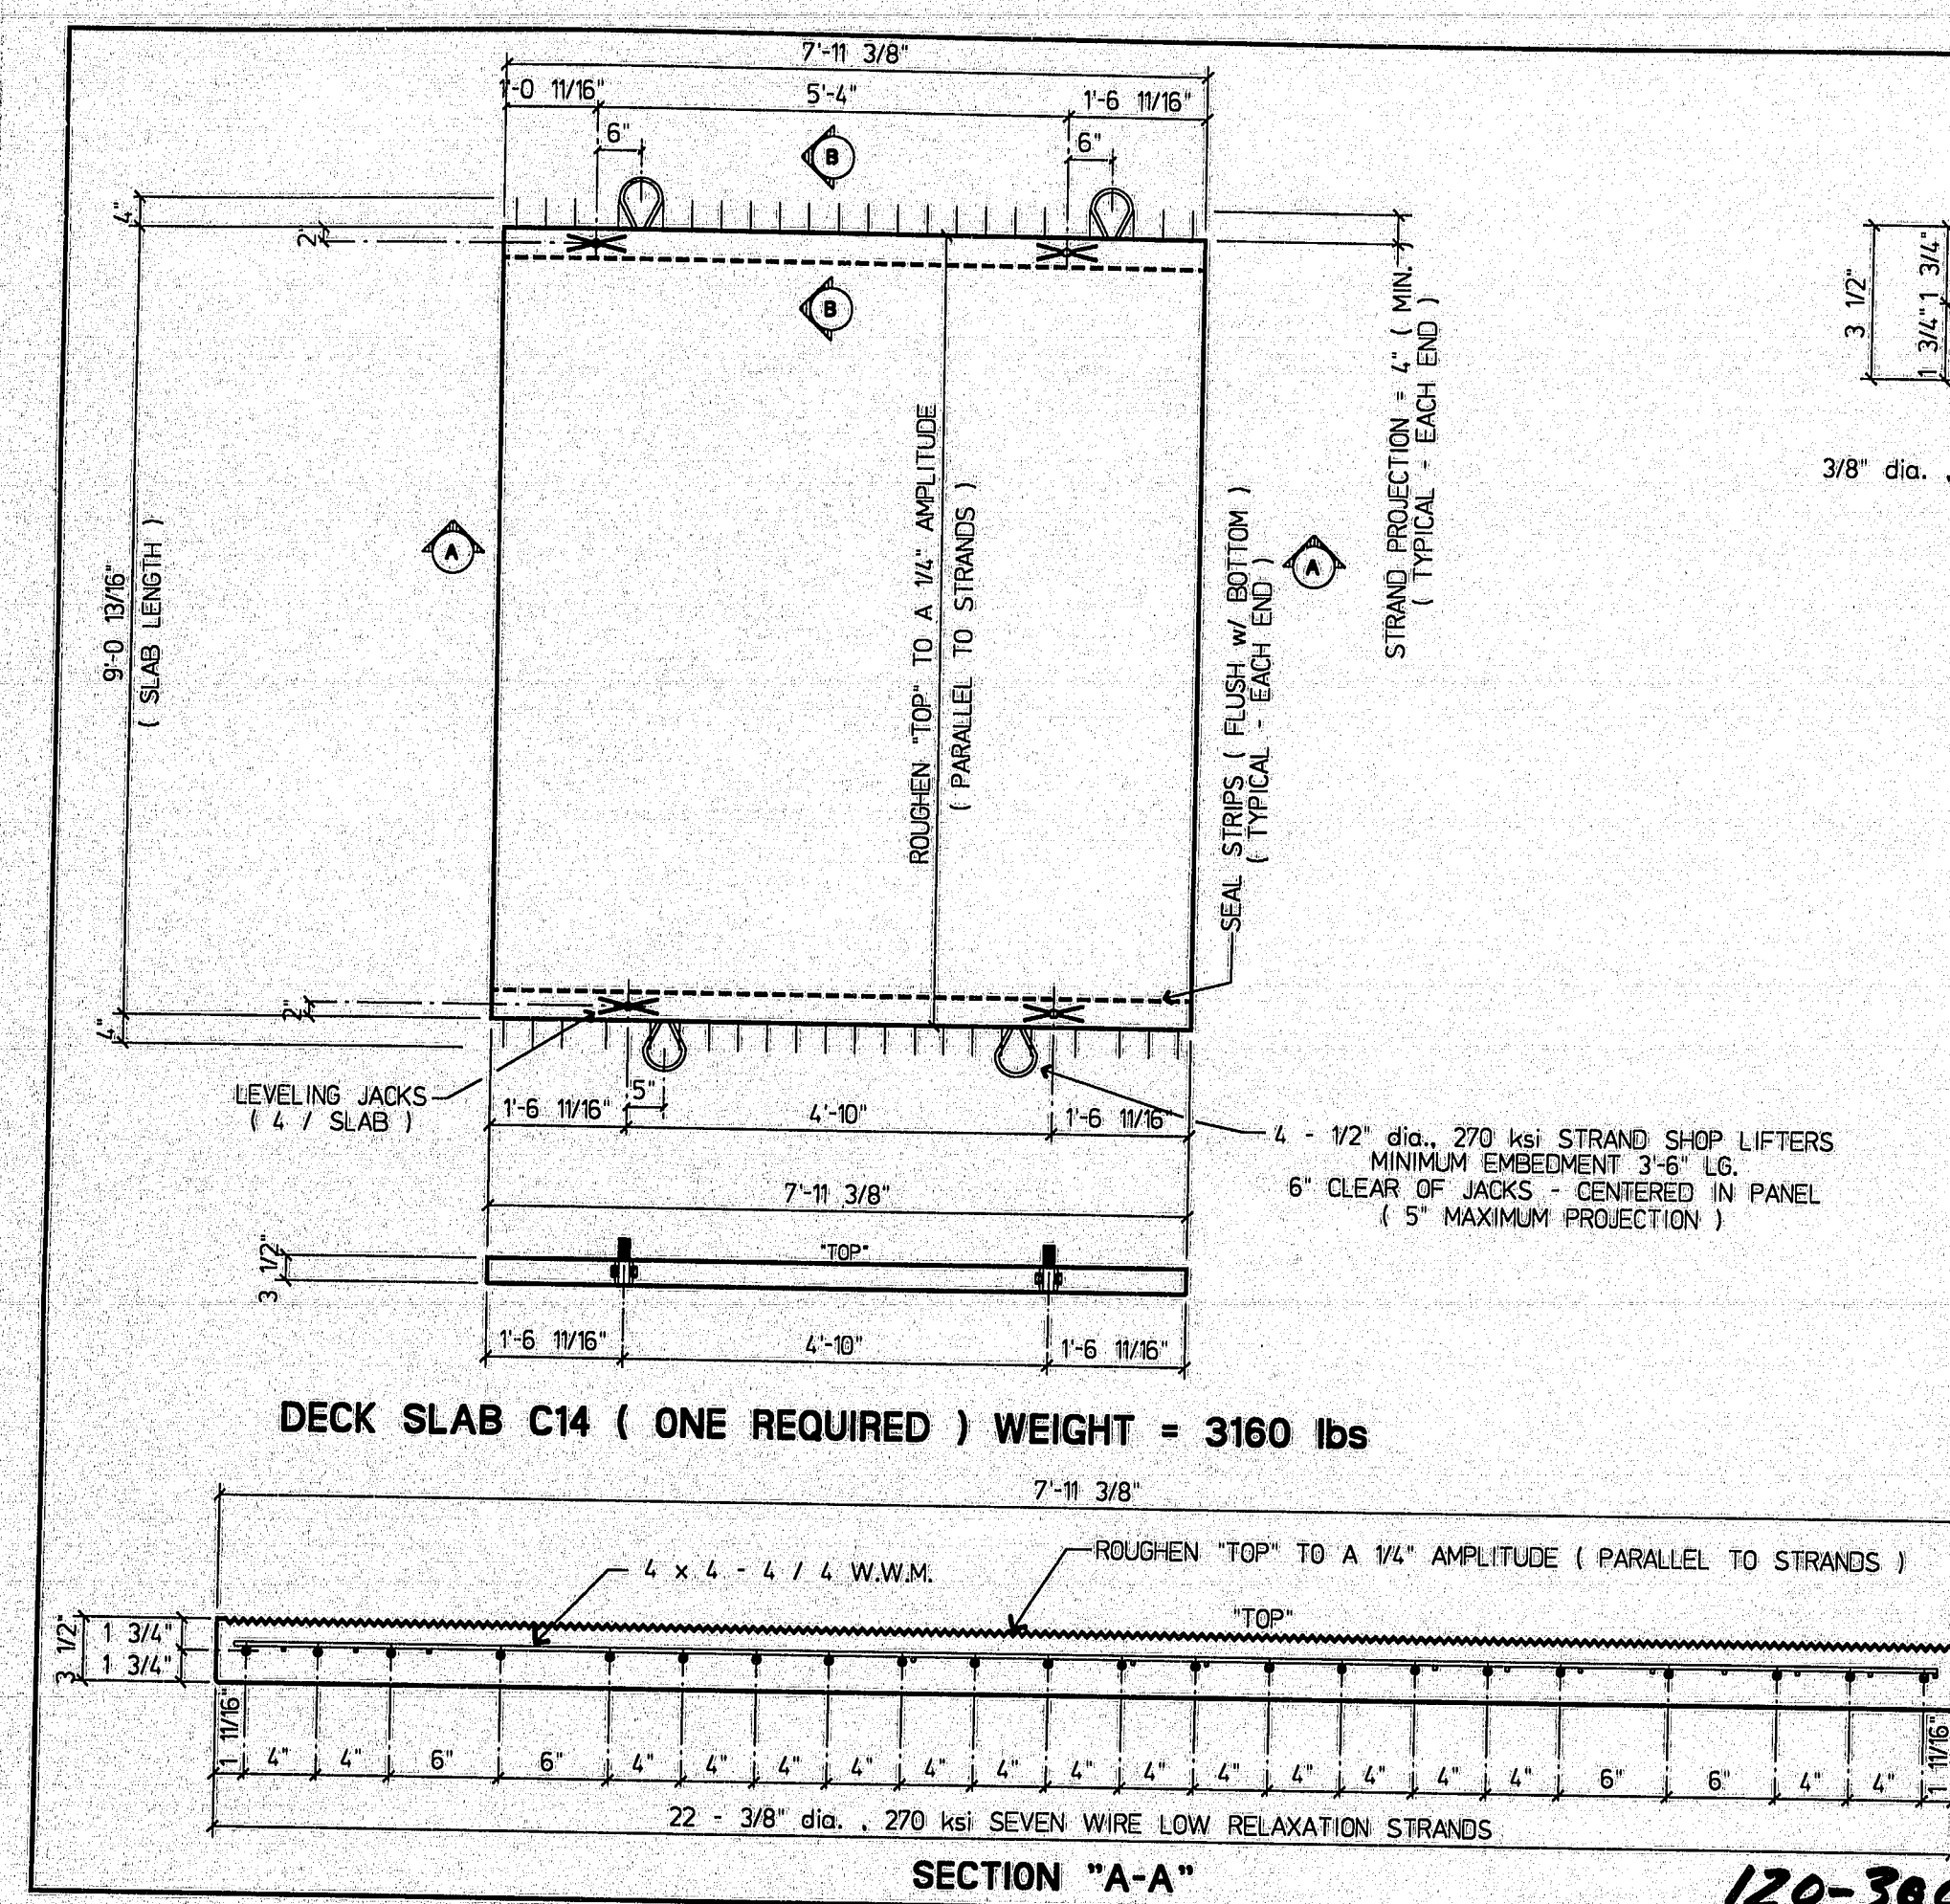 7'-11 3/8"
1'-0 11/16"
5'-4"
1'-6 11/16"
6"
6"
B
4"
2"
B
3 1/2"
1 3/4" 1 3/4"
3/8" dia.
STRAND PROJECTION = 4" ( MIN. )
( TYPICAL - EACH END )
ROUGHEN "TOP" TO A 1/4" AMPLITUDE
( PARALLEL TO STRANDS )
SEAL STRIPS ( FLUSH w/ BOTTOM )
( TYPICAL - EACH END )
A
A
9'-0 13/16"
( SLAB LENGTH )
2"
4"
LEVELING JACKS
( 4 / SLAB )
5"
1'-6 11/16"
4'-10"
1'-6 11/16"
4 - 1/2" dia., 270 ksi STRAND SHOP LIFTERS
MINIMUM EMBEDMENT 3'-6" LG.
6" CLEAR OF JACKS - CENTERED IN PANEL
( 5" MAXIMUM PROJECTION )
7'-11 3/8"
3 1/2"
"TOP"
1'-6 11/16"
4'-10"
1'-6 11/16"
DECK SLAB C14 ( ONE REQUIRED ) WEIGHT = 3160 lbs
7'-11 3/8"
4 x 4 - 4 / 4 W.W.M.
ROUGHEN "TOP" TO A 1/4" AMPLITUDE ( PARALLEL TO STRANDS )
"TOP"
3 1/2"
1 3/4"
1 3/4"
1 11/16"
4" 4" 6" 6" 4" 4" 4" 4" 4" 4" 4" 4" 4" 4" 4" 4" 4" 6" 6" 4" 4"
1 11/16"
22 - 3/8" dia. , 270 ksi SEVEN WIRE LOW RELAXATION STRANDS
SECTION "A-A"